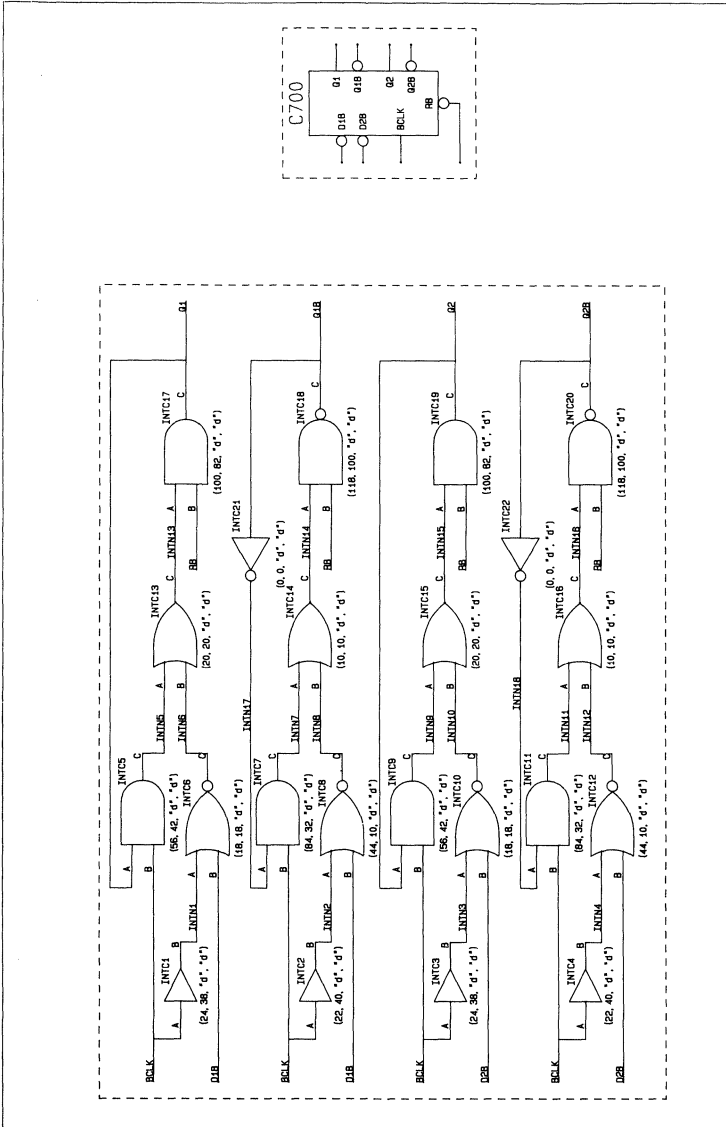 C700
D1B
D2B
BCLK
RB
Q1
Q1B
Q2
Q2B
BCLK
A
INTC1
B
(24, 38, "d", "d")
INTN1
D1B
A
B
INTC5
C
(56, 42, "d", "d")
A
B
INTC6
C
(18, 18, "d", "d")
INTN5
INTN6
A
B
INTC13
C
(20, 20, "d", "d")
INTN13
RB
A
B
INTC17
C
(100, 82, "d", "d")
Q1
BCLK
A
INTC2
B
(22, 40, "d", "d")
INTN2
D1B
A
B
INTC7
C
(84, 32, "d", "d")
A
B
INTC8
C
(44, 10, "d", "d")
INTN17
INTC21
(0, 0, "d", "d")
INTN7
INTN8
A
B
INTC14
C
(10, 10, "d", "d")
INTN14
RB
A
B
INTC18
C
(118, 100, "d", "d")
Q1B
BCLK
A
INTC3
B
(24, 38, "d", "d")
INTN3
D2B
A
B
INTC9
C
(56, 42, "d", "d")
A
B
INTC10
C
(18, 18, "d", "d")
INTN9
INTN10
A
B
INTC15
C
(20, 20, "d", "d")
INTN15
RB
A
B
INTC19
C
(100, 82, "d", "d")
Q2
BCLK
A
INTC4
B
(22, 40, "d", "d")
INTN4
D2B
A
B
INTC11
C
(84, 32, "d", "d")
A
B
INTC12
C
(44, 10, "d", "d")
INTN18
INTC22
(0, 0, "d", "d")
INTN11
INTN12
A
B
INTC16
C
(10, 10, "d", "d")
INTN16
RB
A
B
INTC20
C
(118, 100, "d", "d")
Q2B